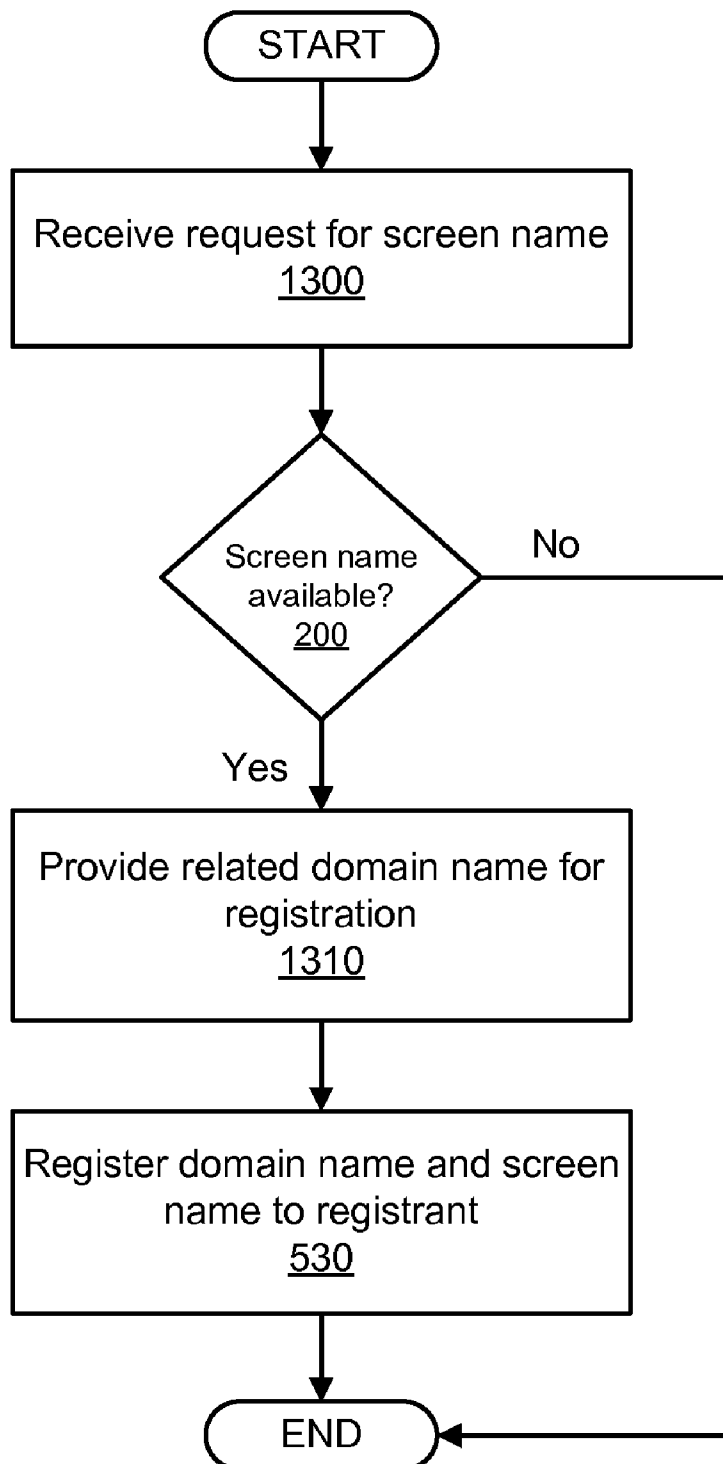 START
Receive request for screen name
1300
Screen name
available?
200
No
Yes
Provide related domain name for
registration
1310
Register domain name and screen
name to registrant
530
END